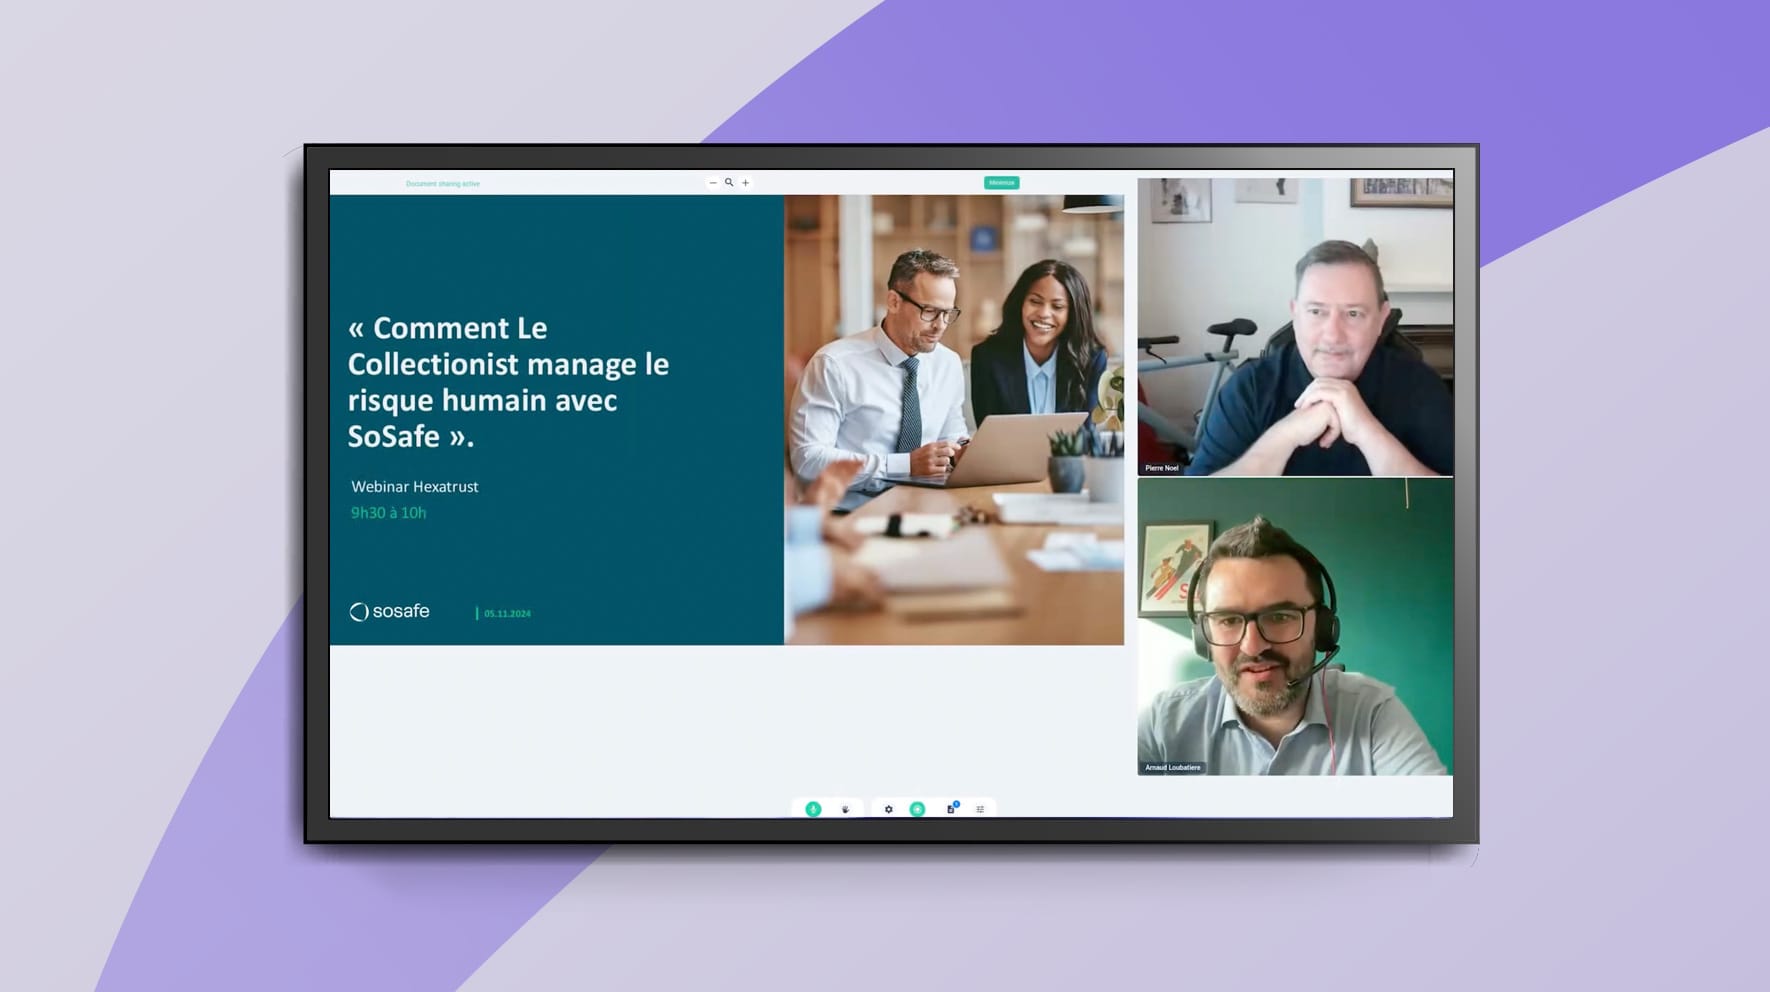 Document sharing active
Minimize
« Comment Le
Collectionist manage le
risque humain avec
SoSafe ».
Webinar Hexatrust
9h30 à 10h
sosafe
05.11.2024
Pierre Noel
Arnaud Loubatiere